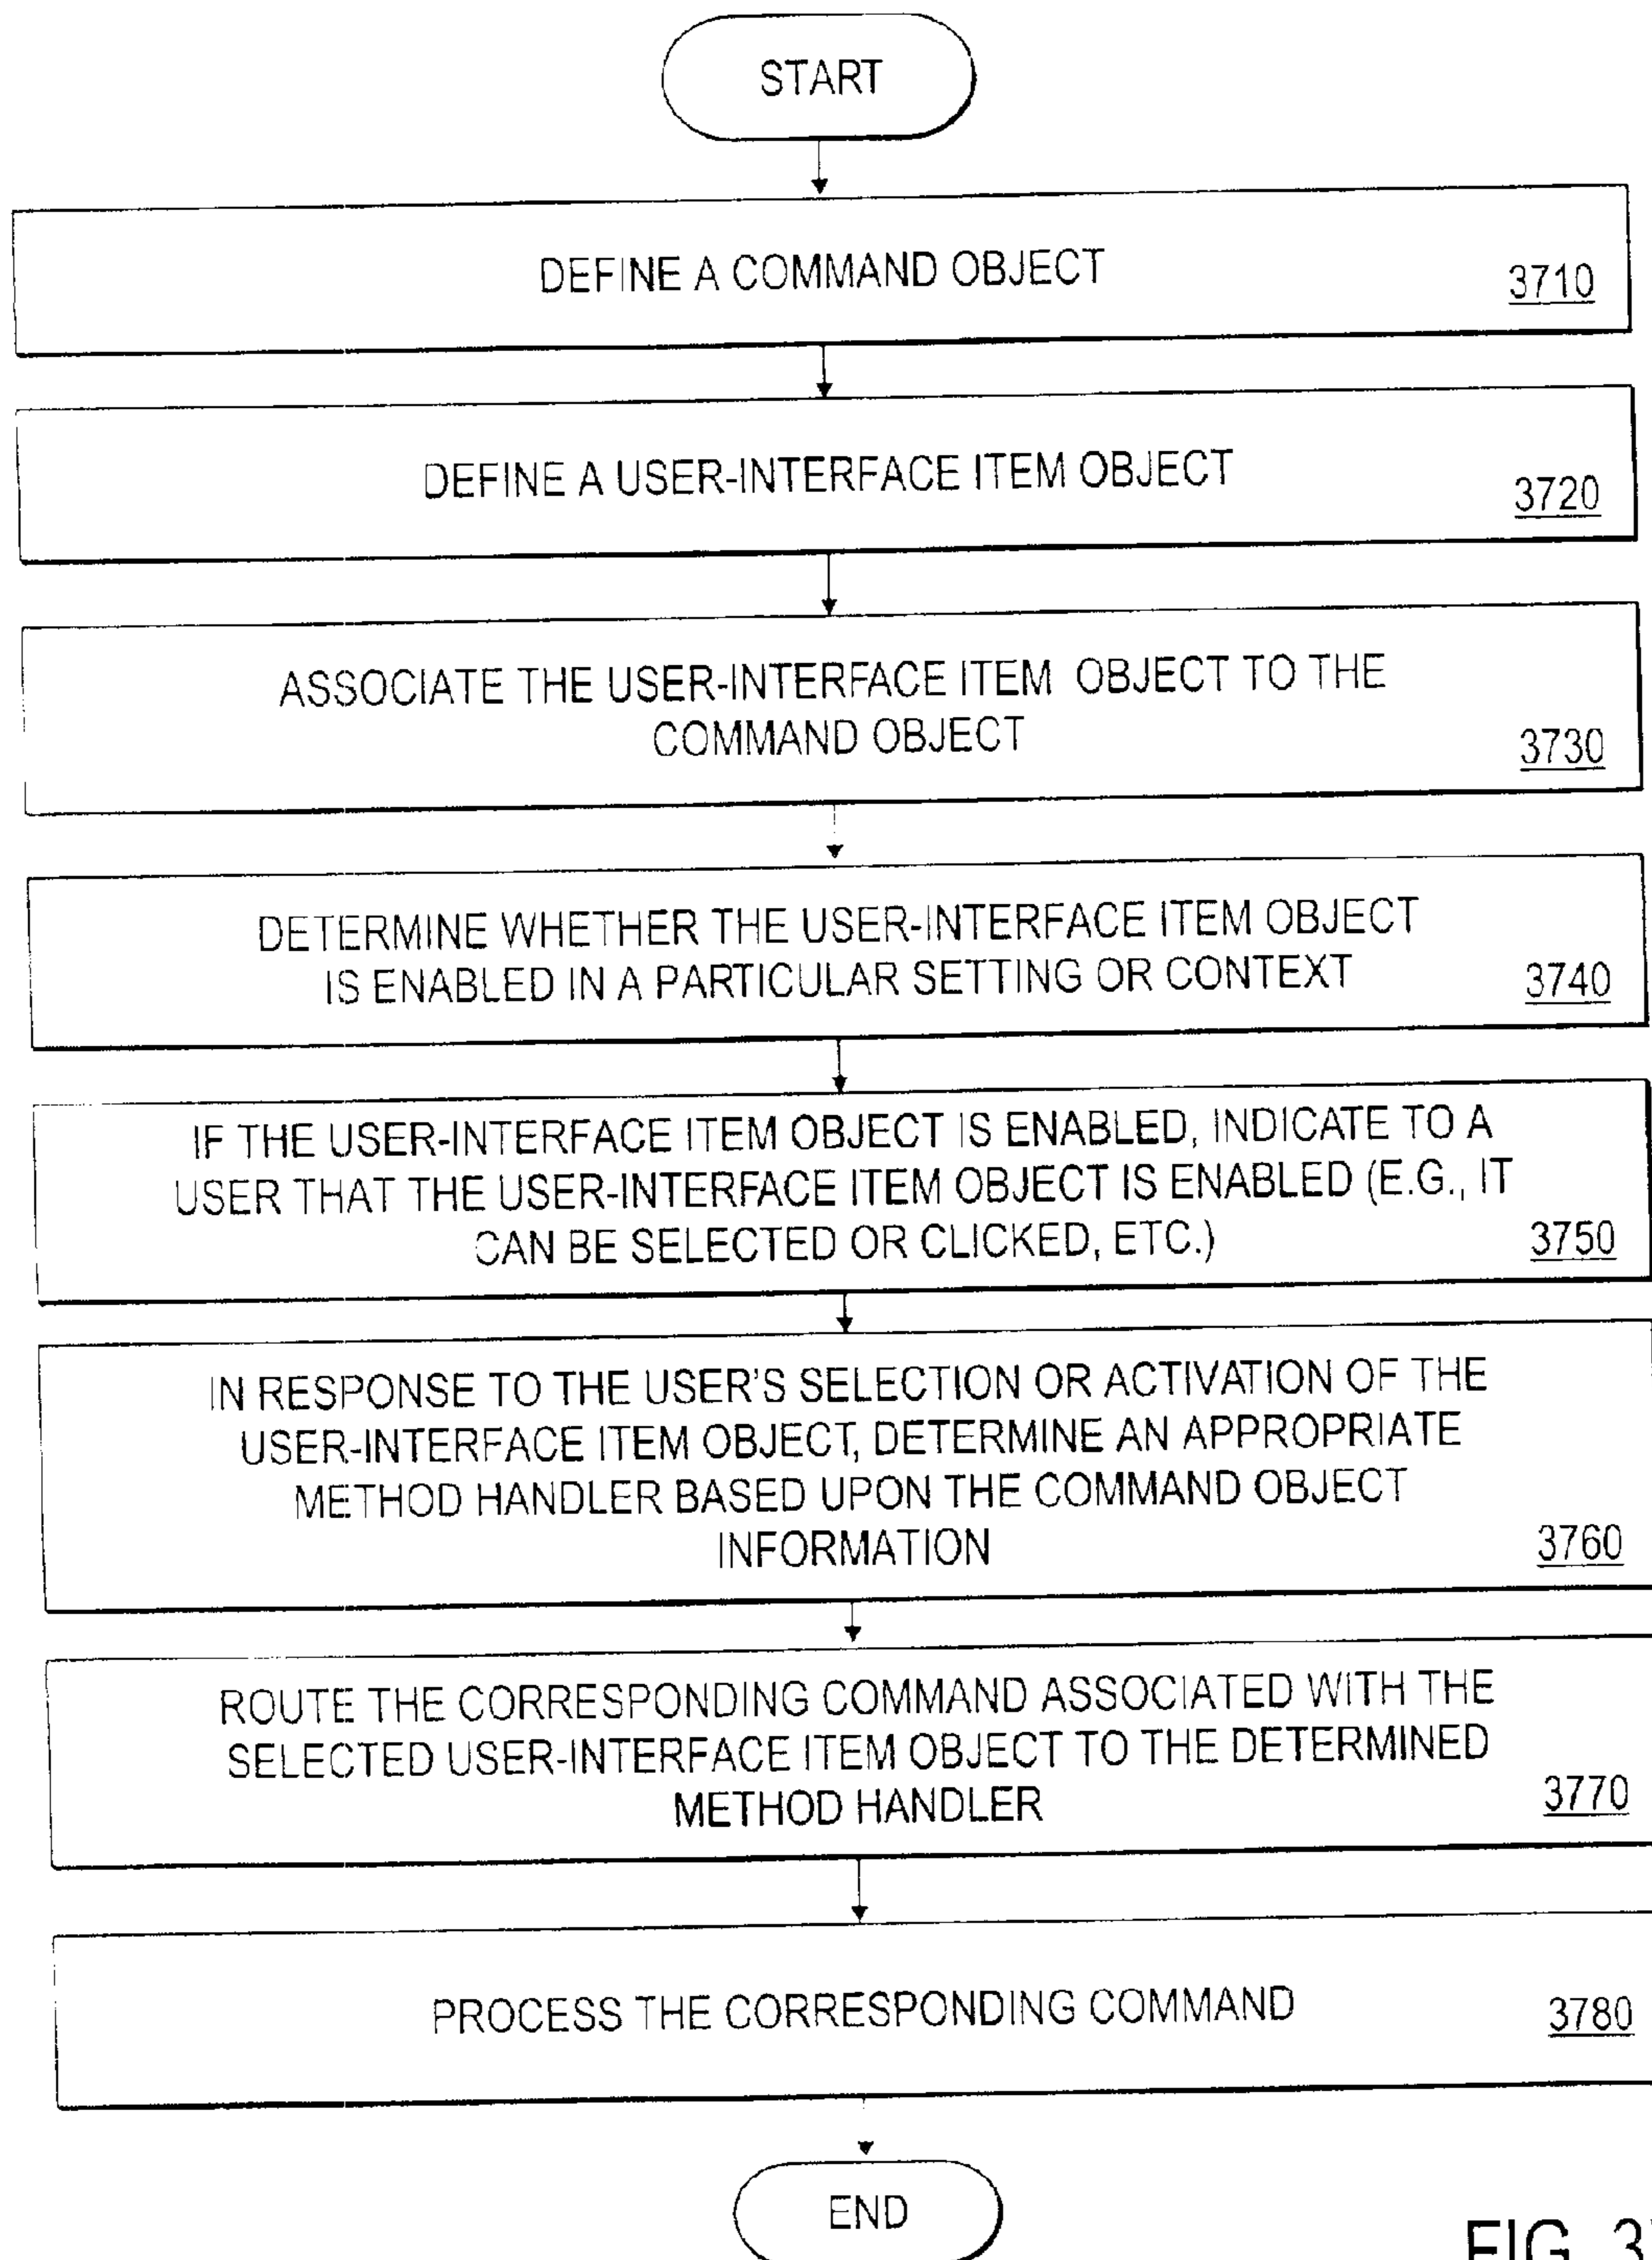 START
DEFINE A COMMAND OBJECT
3710
DEFINE A USER-INTERFACE ITEM OBJECT
3720
ASSOCIATE THE USER-INTERFACE ITEM OBJECT TO THE
COMMAND OBJECT
3730
DETERMINE WHETHER THE USER-INTERFACE ITEM OBJECT
IS ENABLED IN A PARTICULAR SETTING OR CONTEXT
3740
IF THE USER-INTERFACE ITEM OBJECT IS ENABLED, INDICATE TO A
USER THAT THE USER-INTERFACE ITEM OBJECT IS ENABLED (E.G., IT
CAN BE SELECTED OR CLICKED, ETC.)
3750
IN RESPONSE TO THE USER'S SELECTION OR ACTIVATION OF THE
USER-INTERFACE ITEM OBJECT, DETERMINE AN APPROPRIATE
METHOD HANDLER BASED UPON THE COMMAND OBJECT
INFORMATION
3760
ROUTE THE CORRESPONDING COMMAND ASSOCIATED WITH THE
SELECTED USER-INTERFACE ITEM OBJECT TO THE DETERMINED
METHOD HANDLER
3770
PROCESS THE CORRESPONDING COMMAND
3780
END
FIG. 3